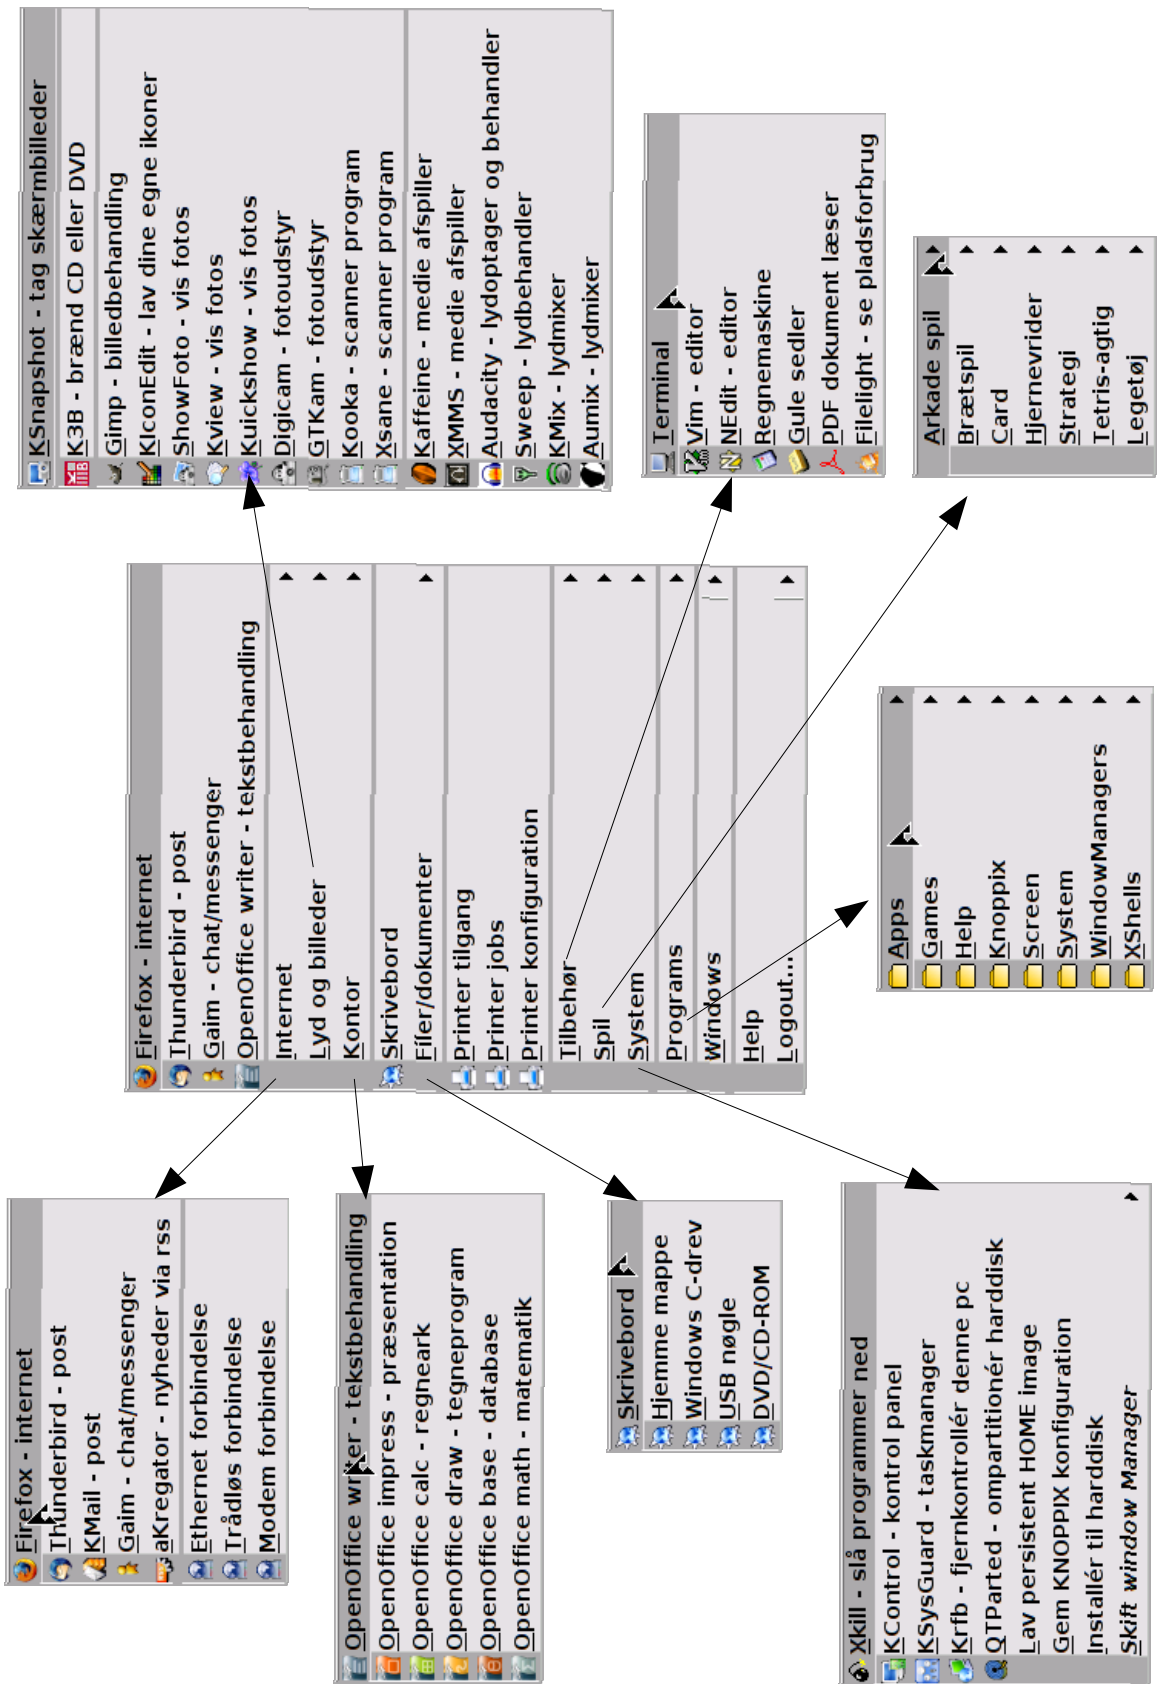 Firefox - internet
Thunderbird - post
KMail - post
Gaim - chat/messenger
aKregator - nyheder via rss
Ethernet forbindelse
Trådløs forbindelse
Modem forbindelse
OpenOffice writer - tekstbehandling
OpenOffice impress - præsentation
OpenOffice calc - regneark
OpenOffice draw - tegneprogram
OpenOffice base - database
OpenOffice math - matematik
Skrivebord
Hjemme mappe
Windows C-drev
USB nøgle
DVD/CD-ROM
Xkill - slå programmer ned
KControl - kontrol panel
KSysGuard - taskmanager
Krfb - fjernkontrollér denne pc
QTParted - ompartitionér harddisk
Lav persistent HOME image
Gem KNOPPIX konfiguration
Installér til harddisk
Skift window Manager
Firefox - internet
Thunderbird - post
Gaim - chat/messenger
OpenOffice writer - tekstbehandling
Internet
Lyd og billeder
Kontor
Skrivebord
Filer/dokumenter
Printer tilgang
Printer jobs
Printer konfiguration
Tilbehør
Spil
System
Programs
Windows
Help
Logout...
Apps
Games
Help
Knoppix
Screen
System
WindowManagers
XShells
KSnapshot - tag skærmbilleder
K3B - brænd CD eller DVD
Gimp - billedbehandling
KIconEdit - lav dine egne ikoner
ShowFoto - vis fotos
Kview - vis fotos
Kuickshow - vis fotos
Digicam - fotoudstyr
GTKam - fotoudstyr
Kooka - scanner program
Xsane - scanner program
Kaffeine - medie afspiller
XMMS - medie afspiller
Audacity - lydoptager og behandler
Sweep - lydbehandler
KMix - lydmixer
Aumix - lydmixer
Terminal
Vim - editor
NEdit - editor
Regnemaskine
Gule sedler
PDF dokument læser
Filelight - se pladsforbrug
Arkade spil
Brætspil
Card
Hjernevrider
Strategi
Tetris-agtig
Legetøj